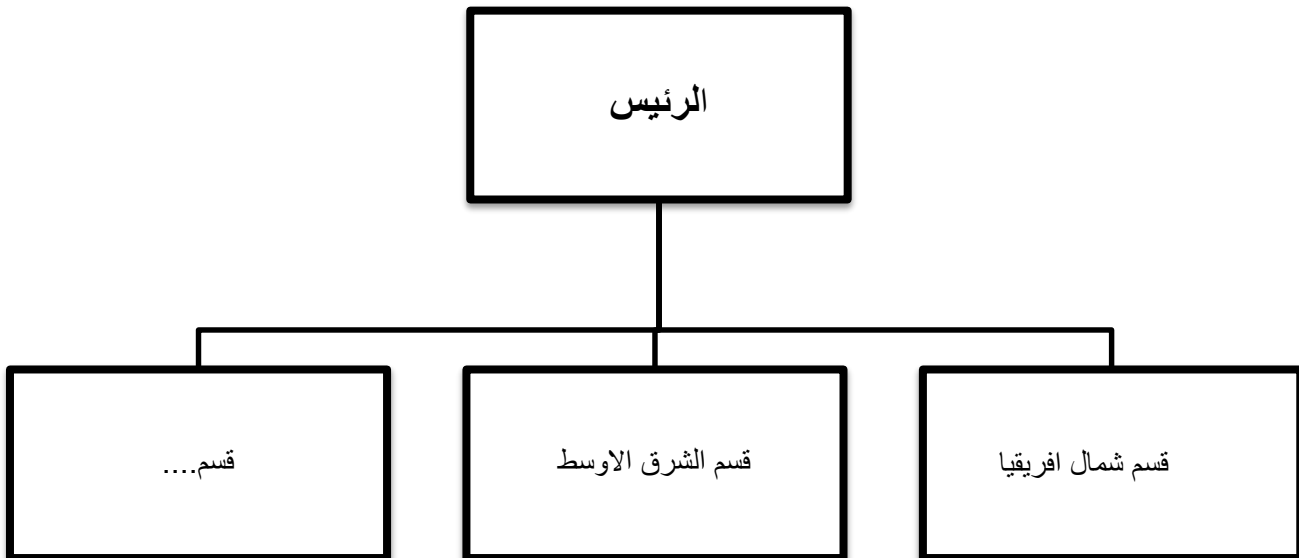 الرئيس
قسم شمال افريقيا
قسم الشرق الاوسط
قسم....